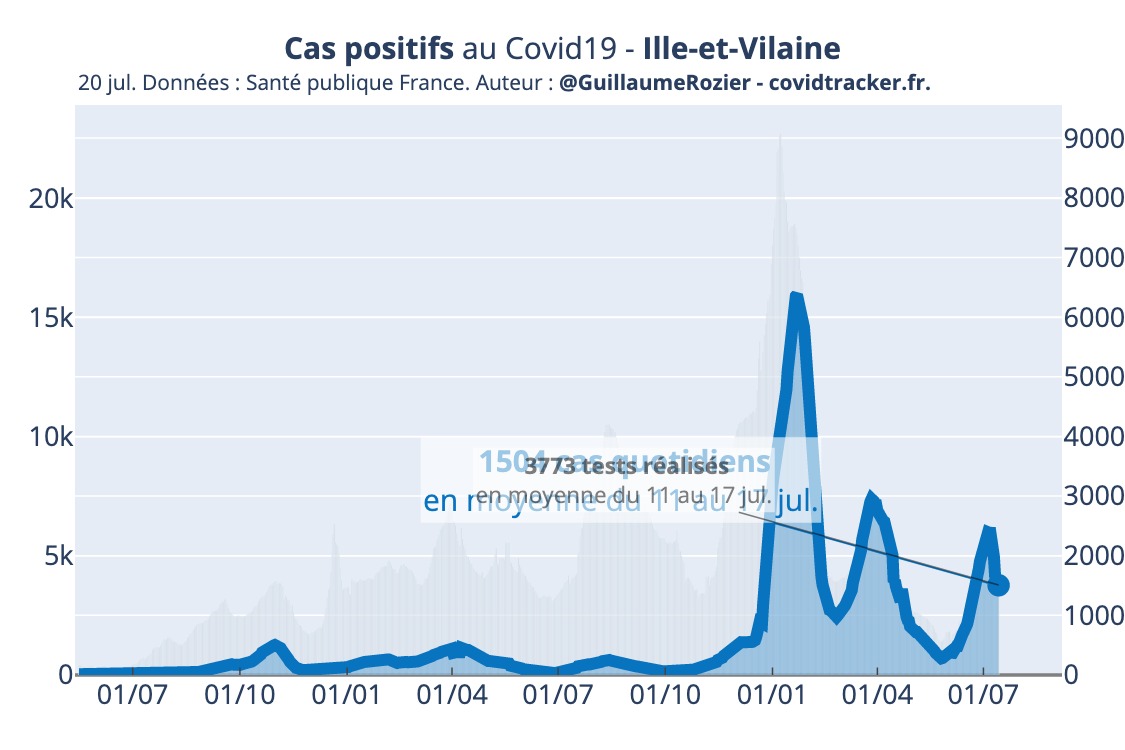 Cas positifs au Covid19 - Ille-et-Vilaine
20 jul. Données : Santé publique France. Auteur : @GuillaumeRozier - covidtracker.fr.
9000
20k
8000
7000
15k
6000
5000
10k
4000
1504 cas quotidiens
3773 tests réalisés
en moyenne du 11 au 17 jul.
en moyenne du 11 au 17 jul.
3000
5k
2000
1000
0
0
01/07
01/10
01/01
01/04
01/07
01/10
01/01
01/04
01/07